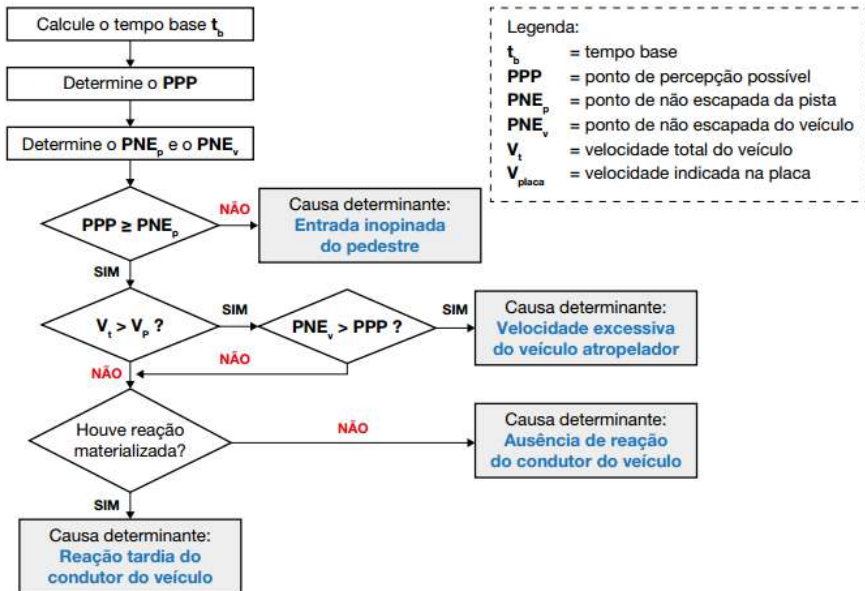 Calcule o tempo base t_b
Determine o PPP
Determine o PNE_p e o PNE_v
PPP ≥ PNE_p
NÃO
Causa determinante:
Entrada inopinada
do pedestre
SIM
V_t > V_P ?
SIM
PNE_v > PPP ?
SIM
Causa determinante:
Velocidade excessiva
do veículo atropelador
NÃO
NÃO
Houve reação
materializada?
NÃO
Causa determinante:
Ausência de reação
do condutor do veículo
SIM
Causa determinante:
Reação tardia do
condutor do veículo
Legenda:
t_b = tempo base
PPP = ponto de percepção possível
PNE_p = ponto de não escapada da pista
PNE_v = ponto de não escapada do veículo
V_t = velocidade total do veículo
V_placa = velocidade indicada na placa